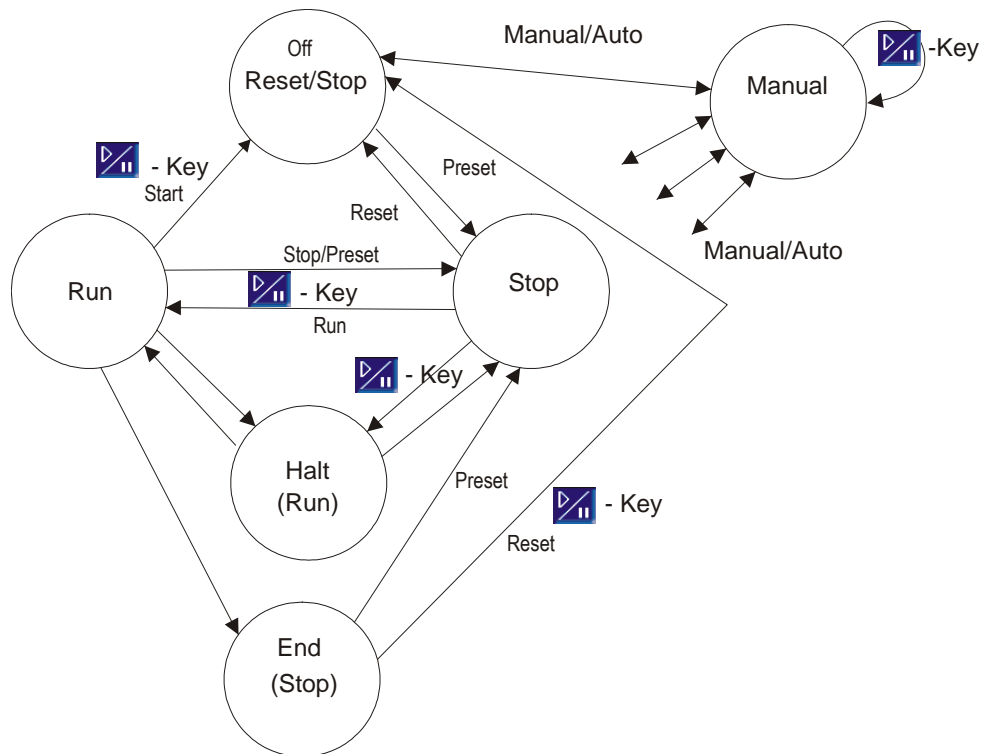 Off
Reset/Stop
Manual/Auto
Manual
-Key
- Key
Start
Preset
Reset
Run
Stop/Preset
- Key
Run
Stop
Manual/Auto
- Key
Halt
(Run)
Preset
- Key
Reset
End
(Stop)